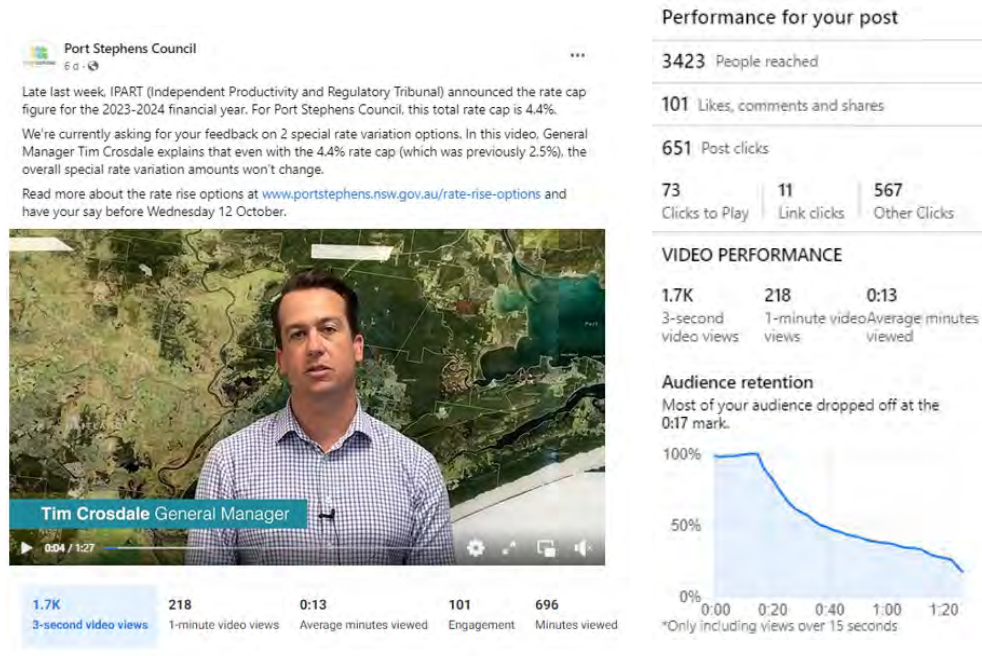 Port Stephens Council
6 d ·
Late last week, IPART (Independent Productivity and Regulatory Tribunal) announced the rate cap
figure for the 2023-2024 financial year. For Port Stephens Council, this total rate cap is 4.4%.
We're currently asking for your feedback on 2 special rate variation options. In this video, General
Manager Tim Crosdale explains that even with the 4.4% rate cap (which was previously 2.5%), the
overall special rate variation amounts won't change.
Read more about the rate rise options at www.portstephens.nsw.gov.au/rate-rise-options and
have your say before Wednesday 12 October.
Tim Crosdale General Manager
0:04 / 1:27
1.7K
3-second video views
218
1-minute video views
0:13
Average minutes viewed
101
Engagement
696
Minutes viewed
Performance for your post
3423 People reached
101 Likes, comments and shares
651 Post clicks
73
Clicks to Play
11
Link clicks
567
Other Clicks
VIDEO PERFORMANCE
1.7K
3-second
video views
218
1-minute video
views
0:13
Average minutes
viewed
Audience retention
Most of your audience dropped off at the
0:17 mark.
100%
50%
0%
0:00 0:20 0:40 1:00 1:20
*Only including views over 15 seconds